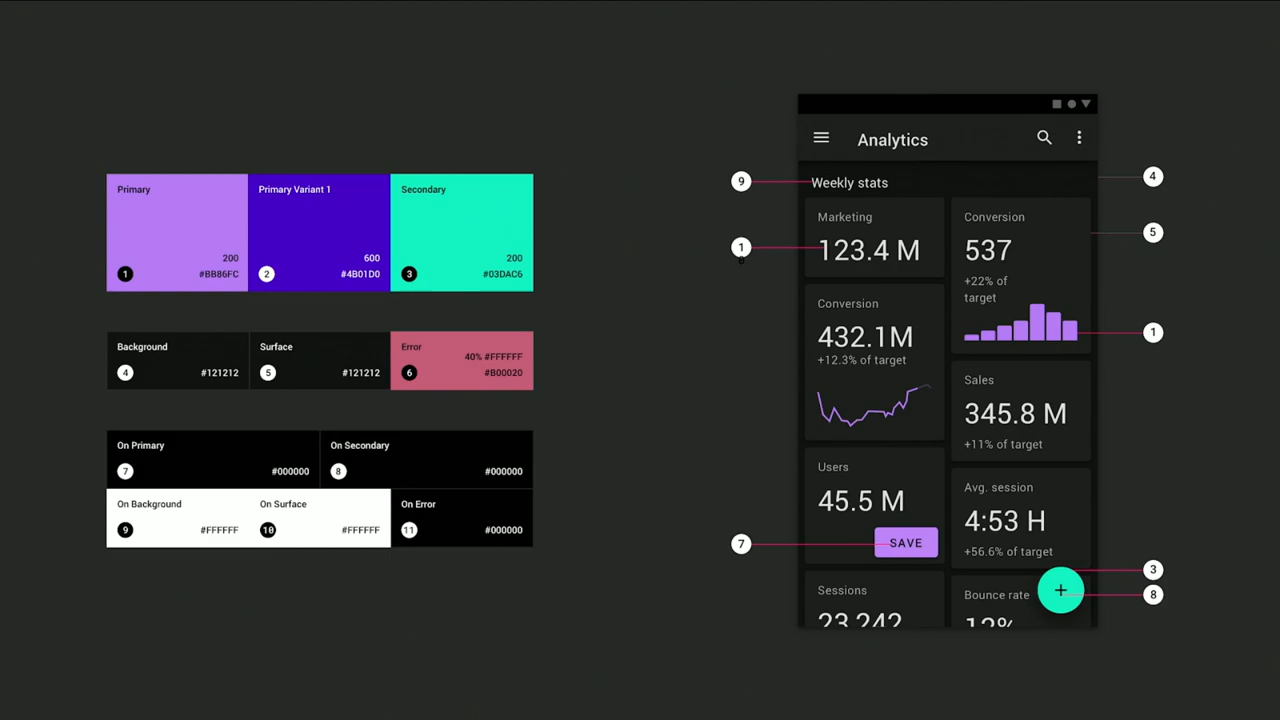 Primary
200
1 #BB86FC
Primary Variant 1
600
2 #4B01D0
Secondary
200
3 #03DAC6
Background
4 #121212
Surface
5 #121212
Error
40% #FFFFFF
6 #B00020
On Primary
7 #000000
On Secondary
8 #000000
On Background
9 #FFFFFF
On Surface
10 #FFFFFF
On Error
11 #000000
Analytics
9 Weekly stats 4
Marketing
1
0
123.4 M
Conversion
432.1M
+12.3% of target
Users
45.5 M
7 SAVE
Sessions
23,242
Conversion
5
537
+22% of
target
1
Sales
345.8 M
+11% of target
Avg. session
4:53 H
+56.6% of target
3
+ 8
Bounce rate
12%